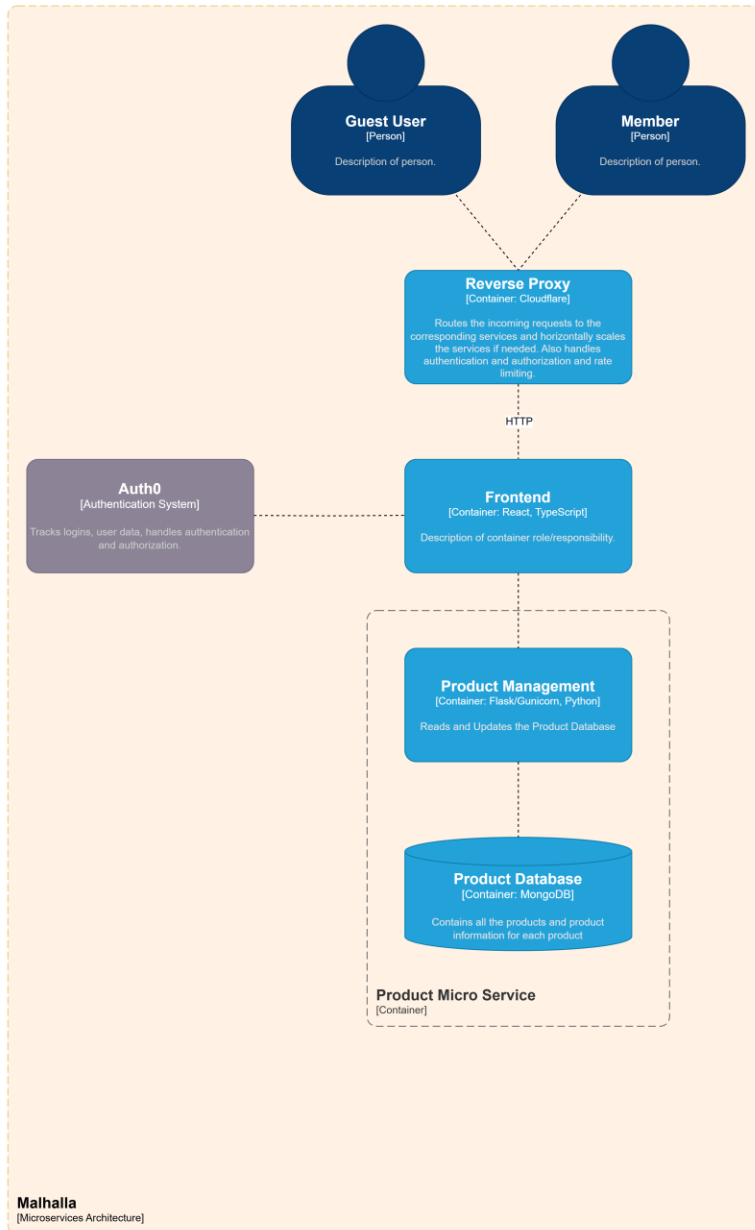 Guest User
[Person]
Description of person.
Member
[Person]
Description of person.
Reverse Proxy
[Container: Cloudflare]
Routes the incoming requests to the
corresponding services and horizontally scales
the services if needed. Also handles
authentication and authorization and rate
limiting.
HTTP
Auth0
[Authentication System]
Tracks logins, user data, handles authentication
and authorization.
Frontend
[Container: React, TypeScript]
Description of container role/responsibility.
Product Management
[Container: Flask/Gunicorn, Python]
Reads and Updates the Product Database
Product Database
[Container: MongoDB]
Contains all the products and product
information for each product
Product Micro Service
[Container]
Malhalla
[Microservices Architecture]